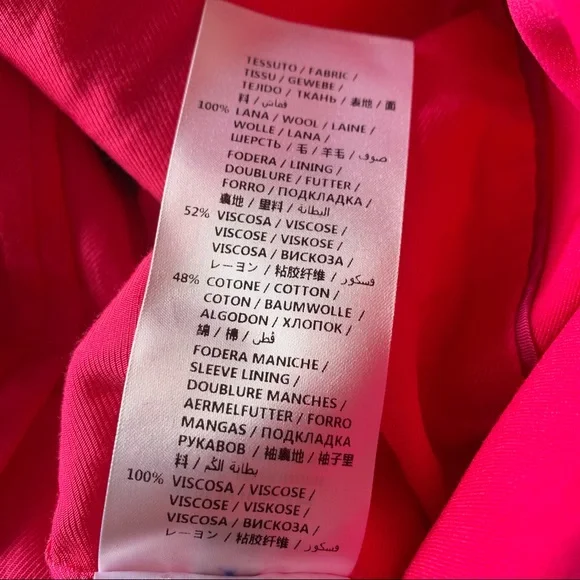 TESSUTO / FABRIC /
TISSU / GEWEBE /
TEJIDO / ТКАНЬ / 表地 / 面
料 / قماش
100% LANA / WOOL / LAINE /
WOLLE / LANA /
ШЕРСТЬ / 毛 / 羊毛 / صوف
FODERA / LINING /
DOUBLURE / FUTTER /
FORRO / ПОДКЛАДКА /
裏地 / 里料 / البطانة
52% VISCOSA / VISCOSE /
VISCOSE / VISKOSE /
VISCOSA / ВИСКОЗА /
レーヨン / 粘胶纤维 / فسكور
48% COTONE / COTTON /
COTON / BAUMWOLLE /
ALGODON / ХЛОПОК /
綿 / 棉 / قطن
FODERA MANICHE /
SLEEVE LINING /
DOUBLURE MANCHES /
AERMELFUTTER / FORRO
MANGAS / ПОДКЛАДКА
РУКАВОВ / 袖裏地 / 袖子里
料 / بطانة الكم
100% VISCOSA / VISCOSE /
VISCOSE / VISKOSE /
VISCOSA / ВИСКОЗА /
レーヨン / 粘胶纤维 / فسكور